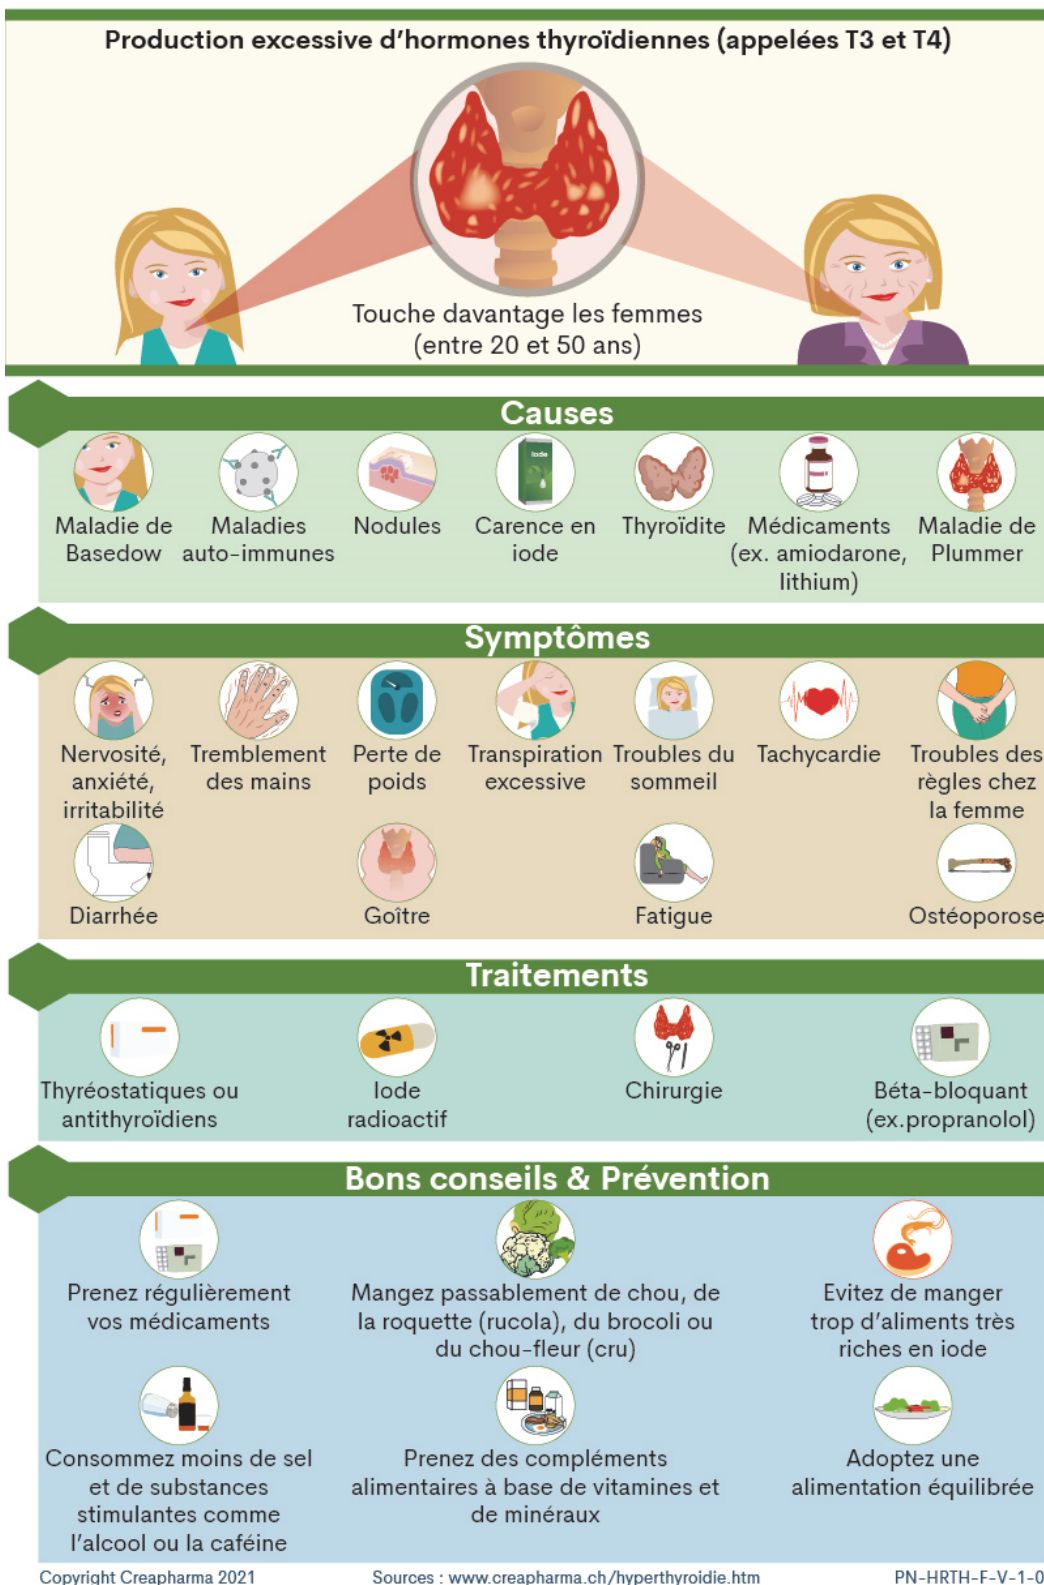 Production excessive d'hormones thyroïdiennes (appelées T3 et T4)
Touche davantage les femmes
(entre 20 et 50 ans)
Causes
Iode
Maladie de
Basedow
Maladies
auto-immunes
Nodules
Carence en
iode
Thyroïdite
Médicaments
(ex. amiodarone,
lithium)
Maladie de
Plummer
Symptômes
Nervosité,
anxiété,
irritabilité
Tremblement
des mains
Perte de
poids
Transpiration
excessive
Troubles du
sommeil
Tachycardie
Troubles des
règles chez
la femme
Diarrhée
Goître
Fatigue
Ostéoporose
Traitements
Thyréostatiques ou
antithyroïdiens
Iode
radioactif
Chirurgie
Béta-bloquant
(ex.propranolol)
Bons conseils & Prévention
Prenez régulièrement
vos médicaments
Mangez passablement de chou, de
la roquette (rucola), du brocoli ou
du chou-fleur (cru)
Evitez de manger
trop d'aliments très
riches en iode
Consommez moins de sel
et de substances
stimulantes comme
l'alcool ou la caféine
Prenez des compléments
alimentaires à base de vitamines et
de minéraux
Adoptez une
alimentation équilibrée
Copyright Creapharma 2021
Sources : www.creapharma.ch/hyperthyroidie.htm
PN-HRTH-F-V-1-0